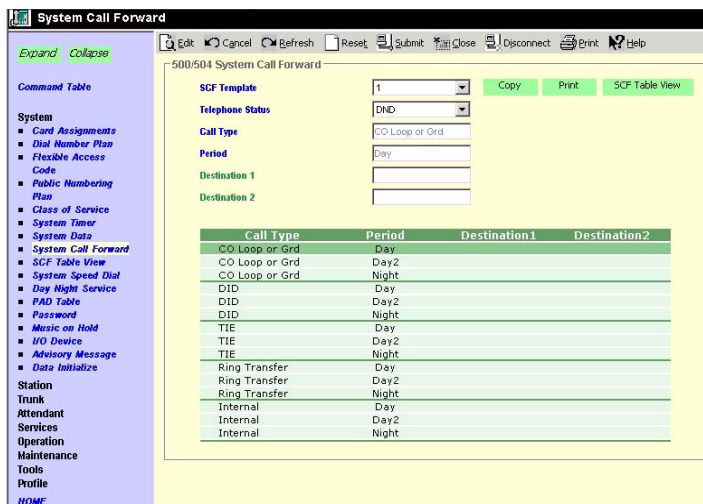 System Call Forward
Edit Cancel Refresh Reset Submit Close Disconnect Print Help
Expand Collapse
Command Table
System
Card Assignments
Dial Number Plan
Flexible Access
Code
Public Numbering
Plan
Class of Service
System Timer
System Data
System Call Forward
SCF Table View
System Speed Dial
Day Night Service
PAD Table
Password
Music on Hold
I/O Device
Advisory Message
Data Initialize
Station
Trunk
Attendant
Services
Operation
Maintenance
Tools
Profile
HOME
500/504 System Call Forward
SCF Template 1 Copy Print SCF Table View
Telephone Status DND
Call Type CO Loop or Grd
Period Day
Destination 1
Destination 2
Call Type Period Destination1 Destination2
CO Loop or Grd Day
CO Loop or Grd Day2
CO Loop or Grd Night
DID Day
DID Day2
DID Night
TIE Day
TIE Day2
TIE Night
Ring Transfer Day
Ring Transfer Day2
Ring Transfer Night
Internal Day
Internal Day2
Internal Night